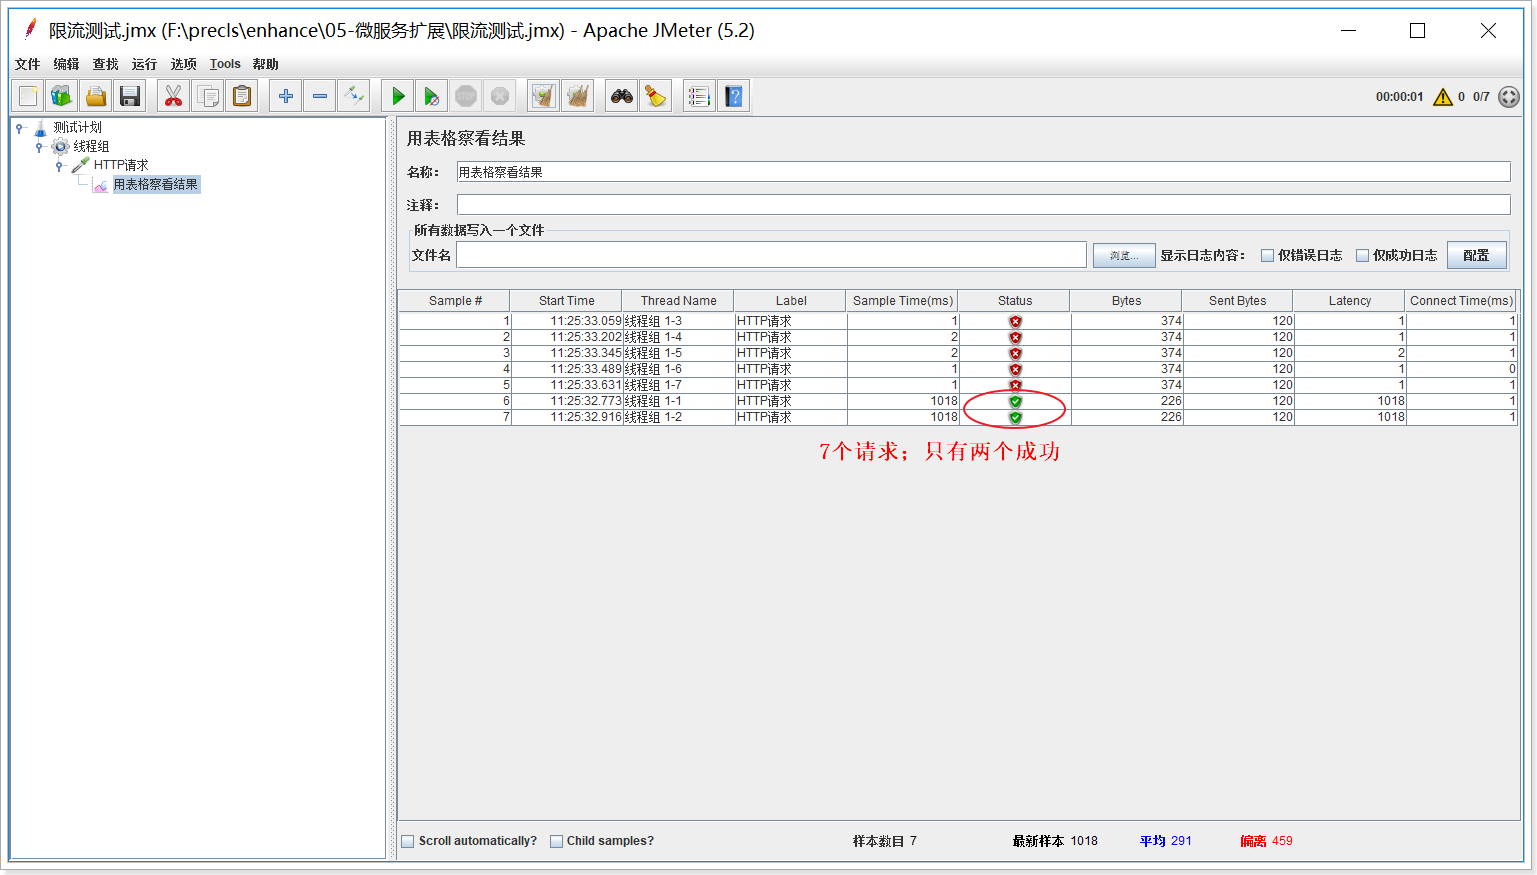 限流测试.jmx (F:\precls\enhance\05-微服务扩展\限流测试.jmx) - Apache JMeter (5.2)
文件 编辑 查找 运行 选项 Tools 帮助
STOP 00:00:01 0 0/7
测试计划
线程组
HTTP请求
用表格察看结果
用表格察看结果
名称： 用表格察看结果
注释：
所有数据写入一个文件
文件名 浏览... 显示日志内容： 仅错误日志 仅成功日志 配置
Sample # Start Time Thread Name Label Sample Time(ms) Status Bytes Sent Bytes Latency Connect Time(ms)
1 11:25:33.059 线程组 1-3 HTTP请求 1 374 120 1 1
2 11:25:33.202 线程组 1-4 HTTP请求 2 374 120 1 1
3 11:25:33.345 线程组 1-5 HTTP请求 2 374 120 2 1
4 11:25:33.489 线程组 1-6 HTTP请求 1 374 120 1 0
5 11:25:33.631 线程组 1-7 HTTP请求 1 374 120 1 1
6 11:25:32.773 线程组 1-1 HTTP请求 1018 226 120 1018 1
7 11:25:32.916 线程组 1-2 HTTP请求 1018 226 120 1018 1
7个请求；只有两个成功
Scroll automatically? Child samples? 样本数目 7 最新样本 1018 平均 291 偏离 459